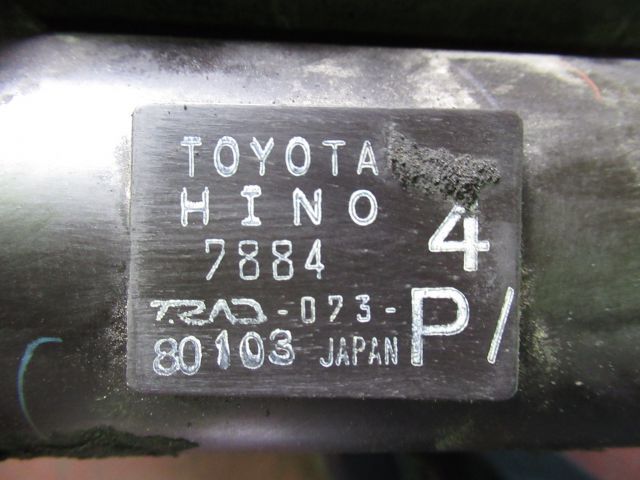 TOYOTA
HINO 4
7884
T.RAD-073-P/
80103 JAPAN